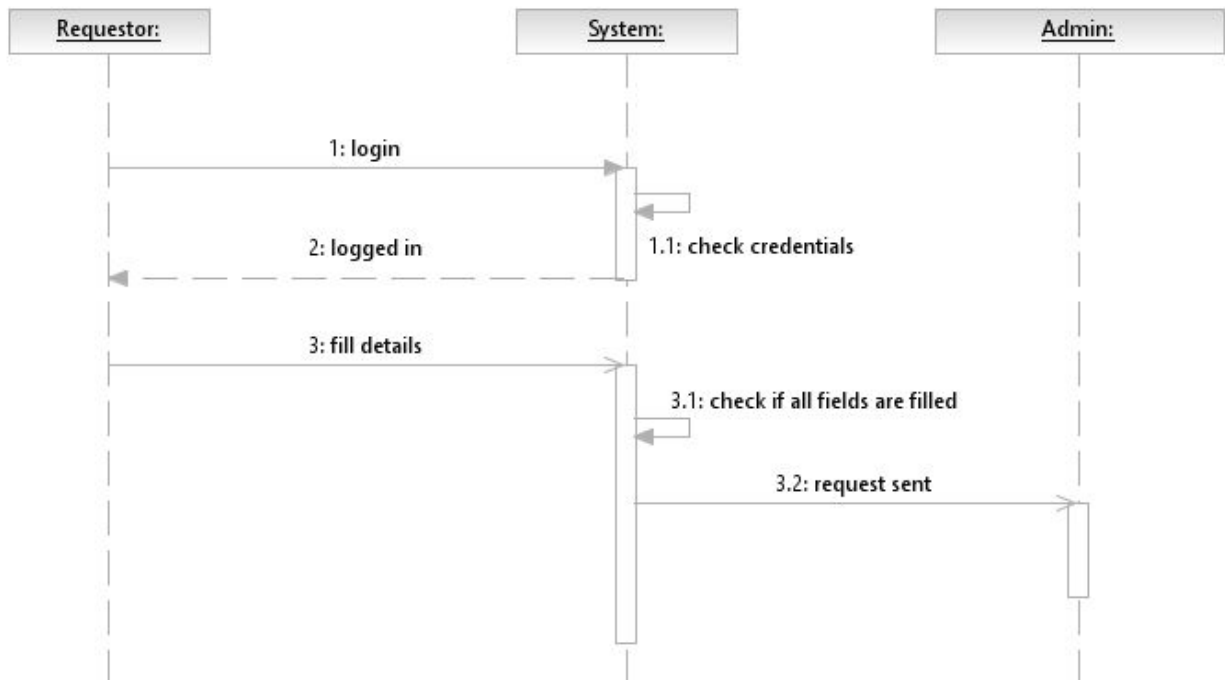 Requestor:
System:
Admin:
1: login
1.1: check credentials
2: logged in
3: fill details
3.1: check if all fields are filled
3.2: request sent